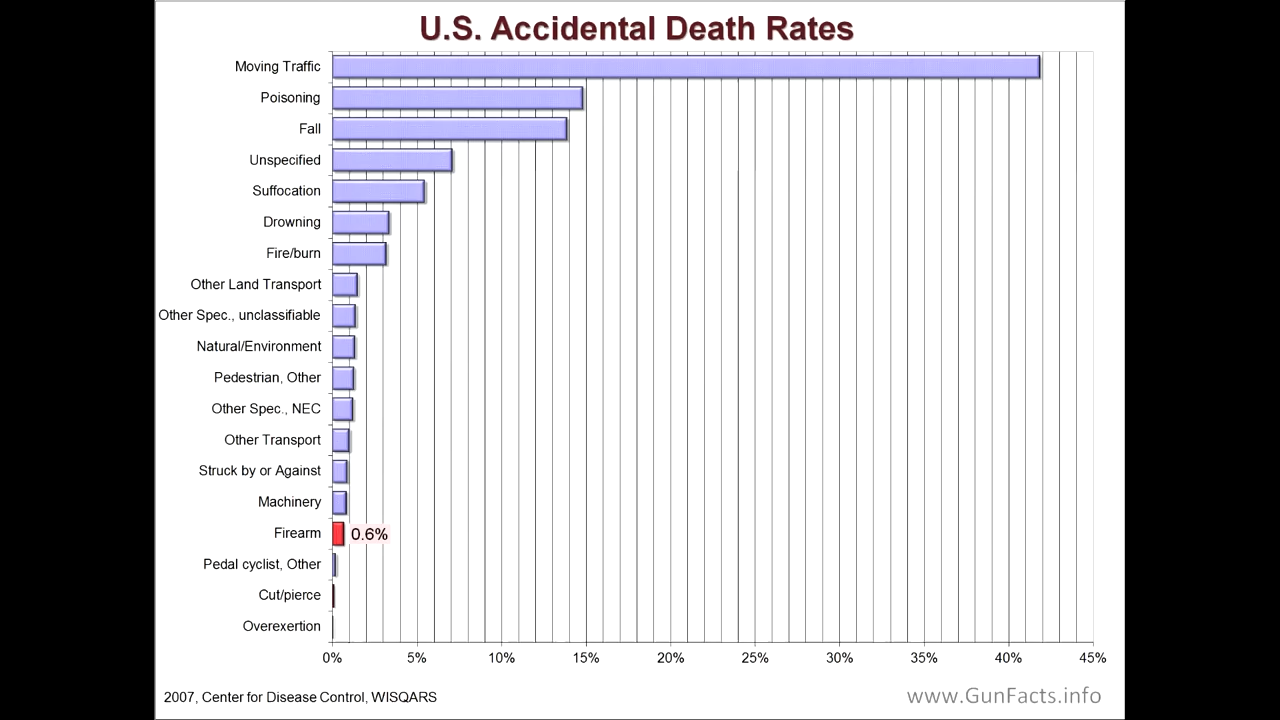 U.S. Accidental Death Rates
Moving Traffic
Poisoning
Fall
Unspecified
Suffocation
Drowning
Fire/burn
Other Land Transport
Other Spec., unclassifiable
Natural/Environment
Pedestrian, Other
Other Spec., NEC
Other Transport
Struck by or Against
Machinery
Firearm 0.6%
Pedal cyclist, Other
Cut/pierce
Overexertion
0% 5% 10% 15% 20% 25% 30% 35% 40% 45%
2007, Center for Disease Control, WISQARS www.GunFacts.info